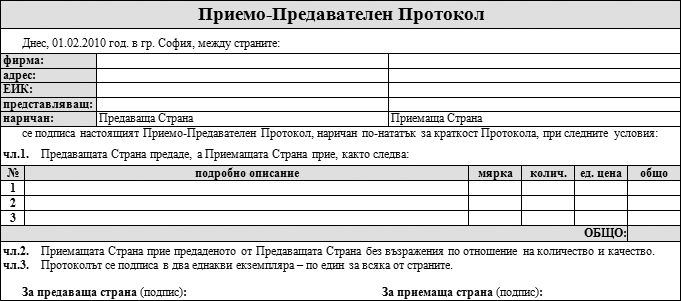 Приемо-Предавателен Протокол
Днес, 01.02.2010 год. в гр. София, между страните:
фирма:
адрес:
ЕИК:
представляващ:
наричан: Предаваща Страна Приемаща Страна
се подписа настоящият Приемо-Предавателен Протокол, наричан по-нататък за краткост Протокола, при следните условия:
чл.1. Предаващата Страна предаде, а Приемащата Страна прие, както следва:
№ подробно описание мярка колич. ед. цена общо
1
2
3
ОБЩО:
чл.2. Приемащата Страна прие предаденото от Предаващата Страна без възражения по отношение на количество и качество.
чл.3. Протоколът се подписа в два еднакви екземпляра – по един за всяка от страните.
За предаваща страна (подпис): За приемаща страна (подпис):